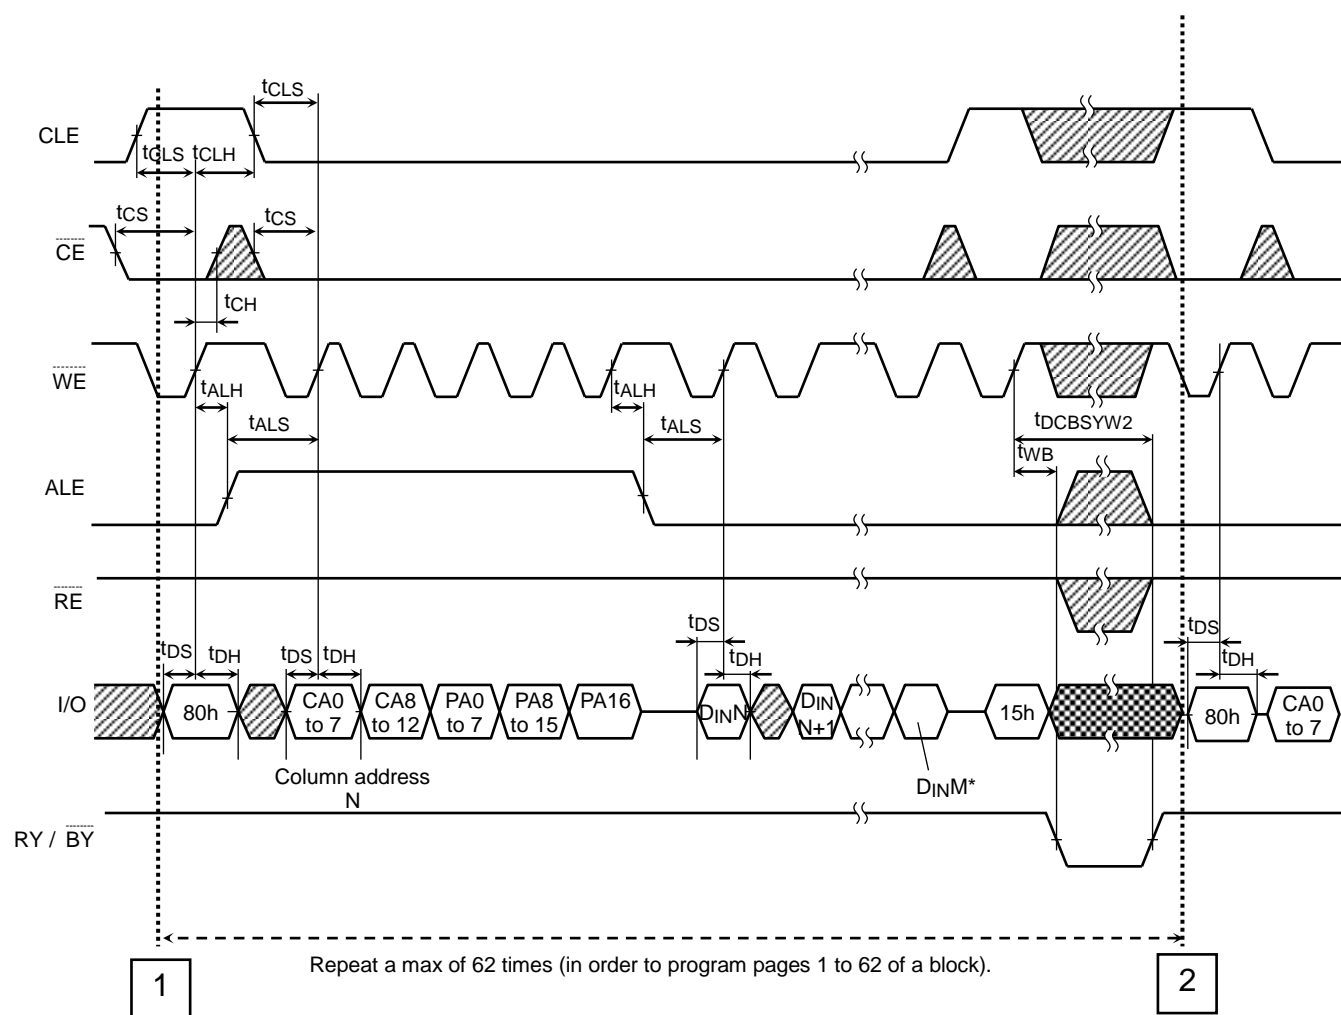 tCLS
CLE
tCLS tCLH
tCS tCS
CE
tCH
WE
tALH tALH
tALS tALS tDCBSYW2
tWB
ALE
RE
tDS tDS
tDS tDH tDS tDH tDH tDH
I/O 80h CA0 to 7 CA8 to 12 PA0 to 7 PA8 to 15 PA16 DINN DIN N+1 15h 80h CA0 to 7
Column address
N
DINM*
RY / BY
Repeat a max of 62 times (in order to program pages 1 to 62 of a block).
1 2